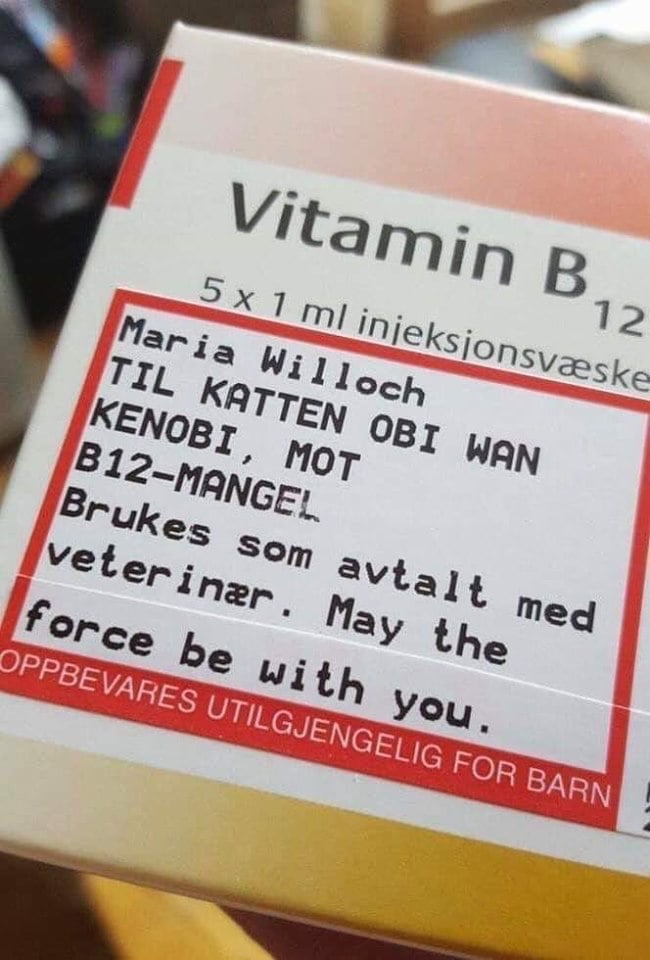 Vitamin B12
5 x 1 ml injeksjonsvæske
Maria Willoch
TIL KATTEN OBI WAN
KENOBI, MOT
B12-MANGEL
Brukes som avtalt med
veterinær. May the
force be with you.
OPPBEVARES UTILGJENGELIG FOR BARN